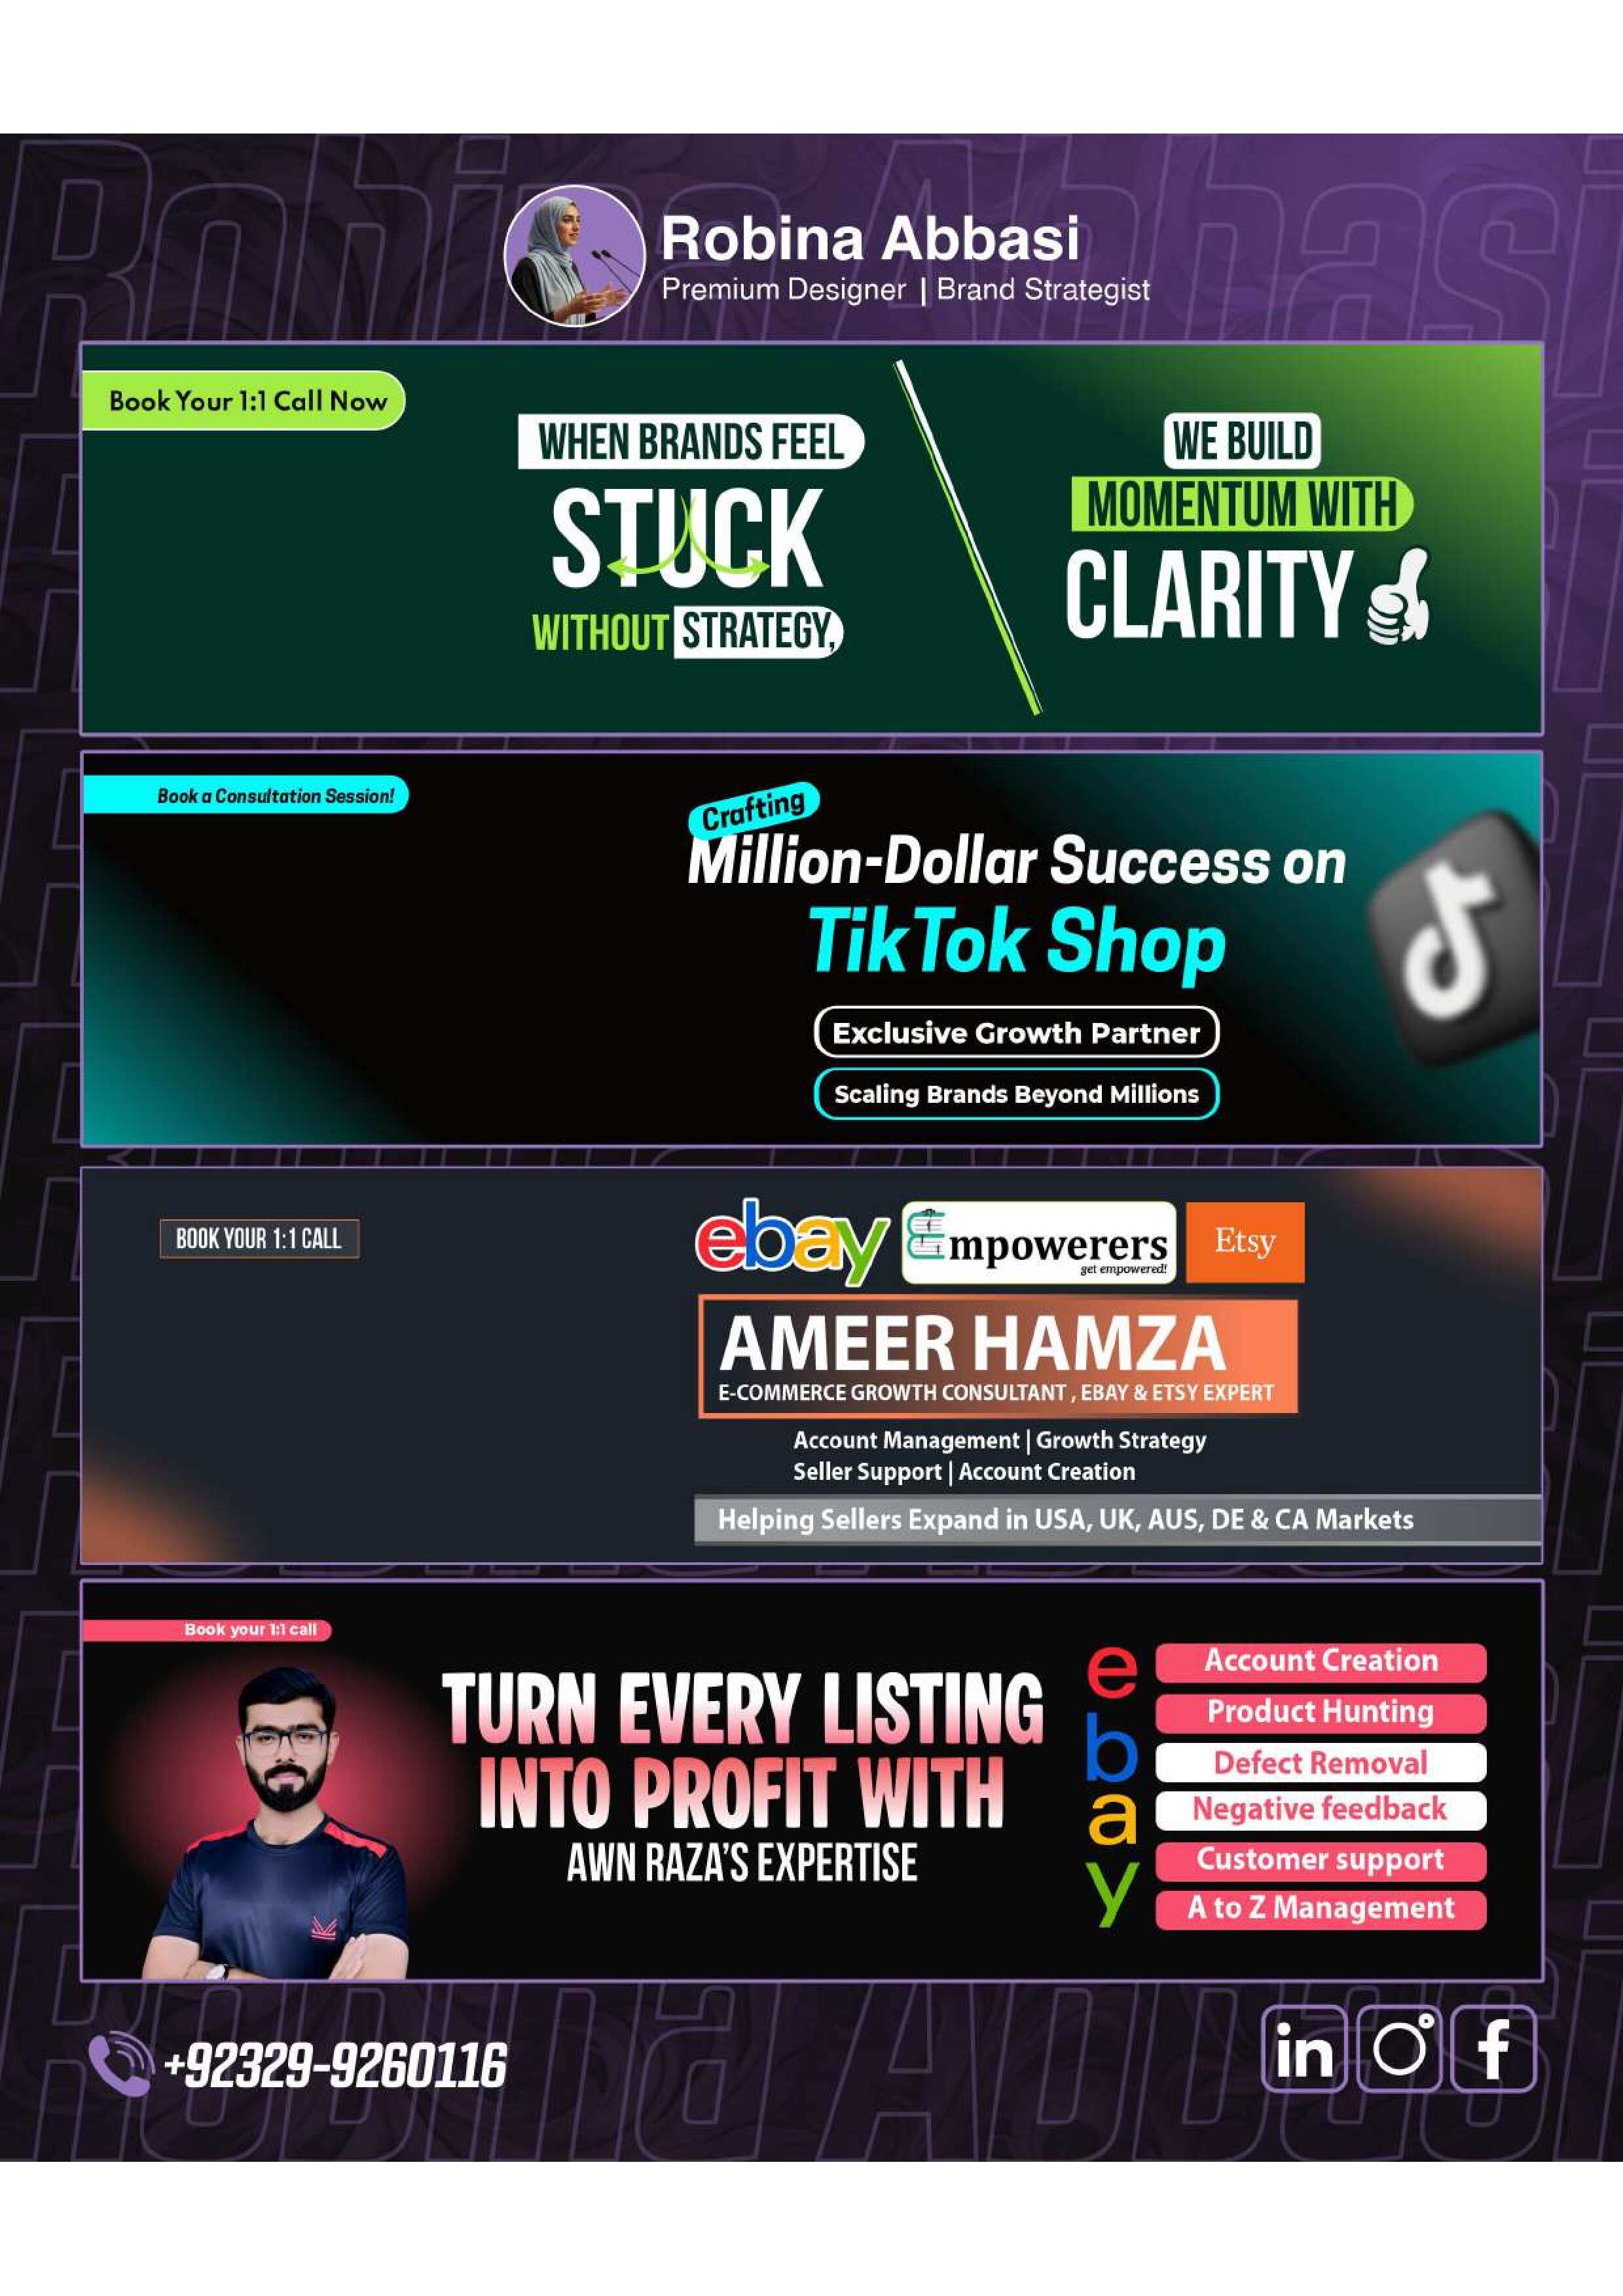 Robina Abbasi
Premium Designer | Brand Strategist
Book Your 1:1 Call Now
WHEN BRANDS FEEL
STUCK
WITHOUT STRATEGY,
WE BUILD
MOMENTUM WITH
CLARITY
Book a Consultation Session!
Crafting
Million-Dollar Success on
TikTok Shop
Exclusive Growth Partner
Scaling Brands Beyond Millions
BOOK YOUR 1:1 CALL
ebay Empowerers Etsy
get empowered!
AMEER HAMZA
E-COMMERCE GROWTH CONSULTANT , EBAY & ETSY EXPERT
Account Management | Growth Strategy
Seller Support | Account Creation
Helping Sellers Expand in USA, UK, AUS, DE & CA Markets
Book your 1:1 call
TURN EVERY LISTING
INTO PROFIT WITH
AWN RAZA'S EXPERTISE
ebay
Account Creation
Product Hunting
Defect Removal
Negative feedback
Customer support
A to Z Management
+92329-9260116
in f
Robina Abbasi